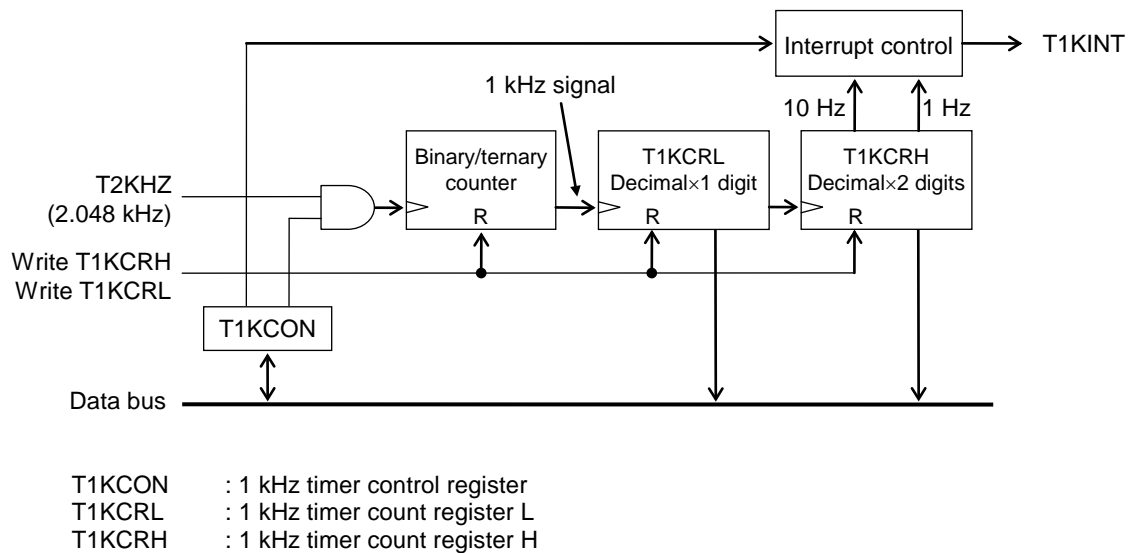 Interrupt control
T1KINT
1 kHz signal
10 Hz
1 Hz
Binary/ternary
counter
T1KCRL
Decimal×1 digit
T1KCRH
Decimal×2 digits
T2KHZ
(2.048 kHz)
R
R
R
Write T1KCRH
Write T1KCRL
T1KCON
Data bus
T1KCON : 1 kHz timer control register
T1KCRL : 1 kHz timer count register L
T1KCRH : 1 kHz timer count register H